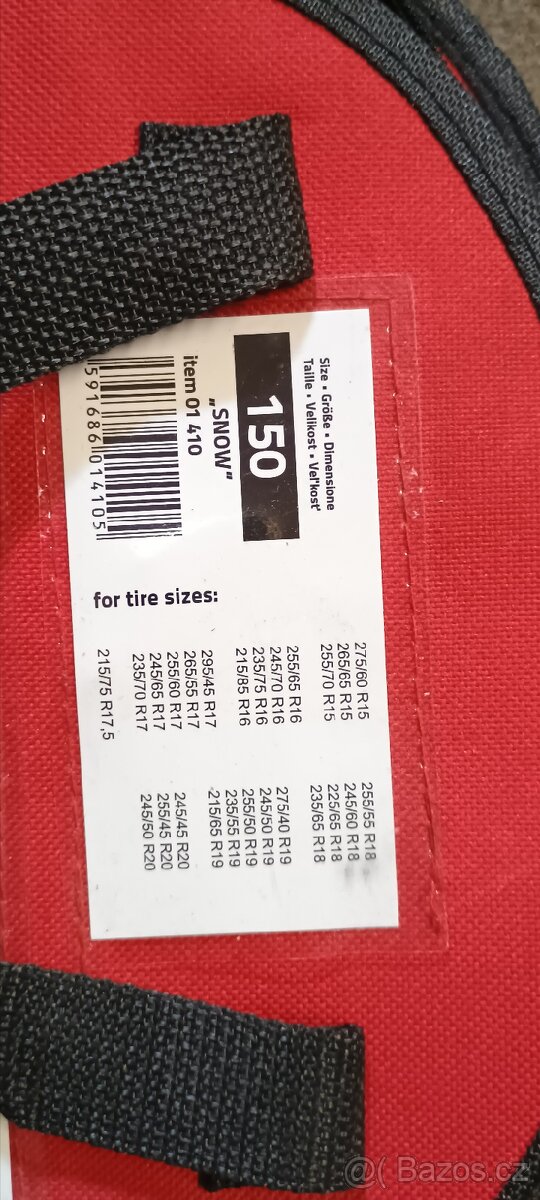 Size • Größe • Dimensione
Taille • Velikost • Veľkosť
150
„SNOW"
item 01 410
591686 014105
for tire sizes:
275/60 R15
265/65 R15
255/70 R15
255/65 R16
245/70 R16
235/75 R16
215/85 R16
295/45 R17
265/55 R17
255/60 R17
245/65 R17
235/70 R17
215/75 R17,5
255/55 R18
245/60 R18
225/65 R18
235/65 R18
275/40 R19
245/50 R19
255/50 R19
235/55 R19
215/65 R19
245/45 R20
255/45 R20
245/50 R20
Bazos.cz